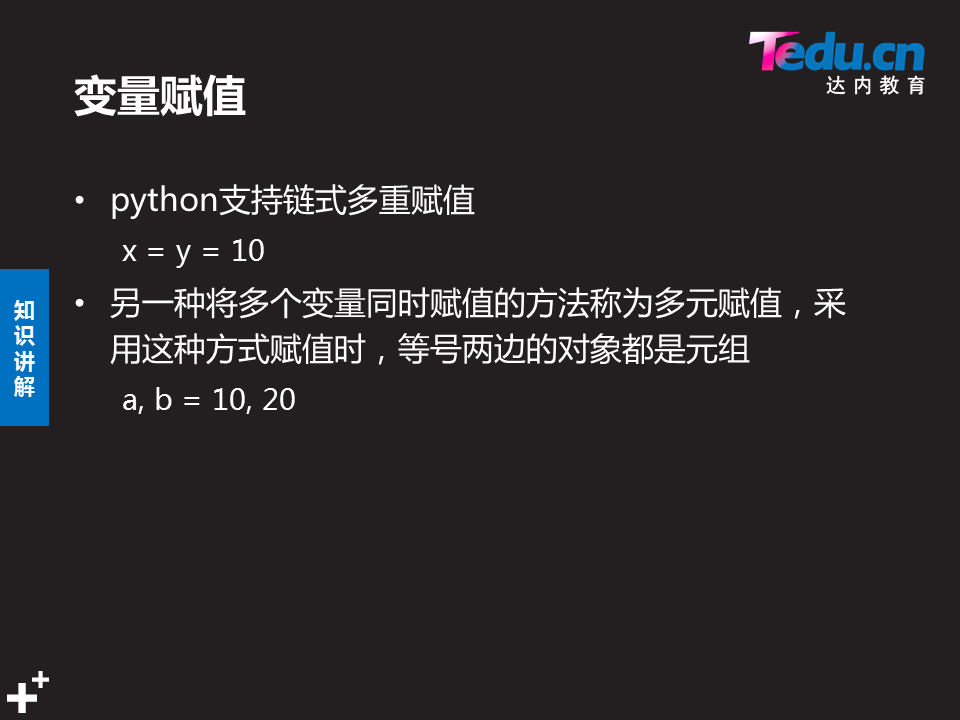 Tedu.cn
达内教育
变量赋值
• python支持链式多重赋值
x = y = 10
• 另一种将多个变量同时赋值的方法称为多元赋值，采
用这种方式赋值时，等号两边的对象都是元组
a, b = 10, 20
知
识
讲
解